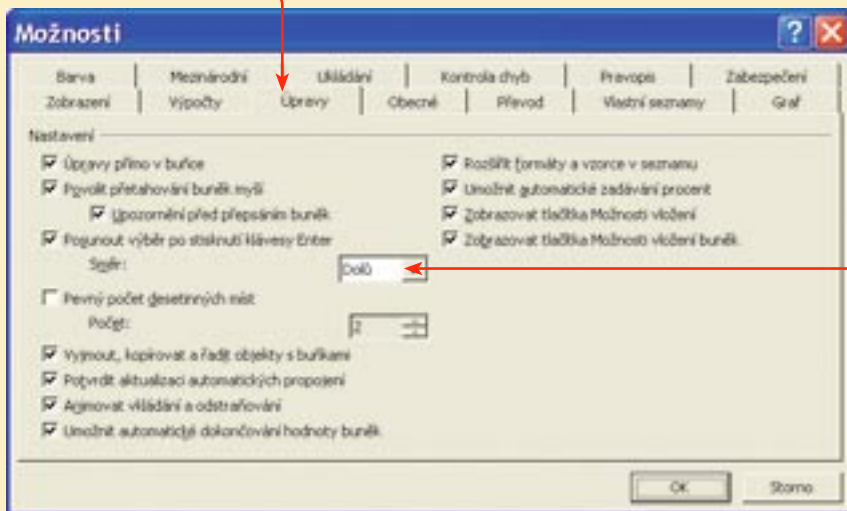 Možnosti
Barva Mezinárodní Ukládání Kontrola chyb Pravopis Zabezpečení
Zobrazení Výpočty Úpravy Obecné Převod Vlastní seznamy Graf
Nastavení
Úpravy přímo v buňce
Povolit přetahování buněk myší
Upozornění před přepsáním buněk
Posunout výběr po stisknutí klávesy Enter
Směr: Dolů
Pevný počet desetinných míst
Počet: 2
Vyjmout, kopírovat a řadit objekty s buňkami
Potvrdit aktualizaci automatických propojení
Animovat vkládání a odstraňování
Umožnit automatické dokončování hodnoty buněk
Rozšířit formáty a vzorce v seznamu
Umožnit automatické zadávání procent
Zobrazovat tlačítka Možnosti vložení
Zobrazovat tlačítka Možnosti vložení buněk
OK Storno